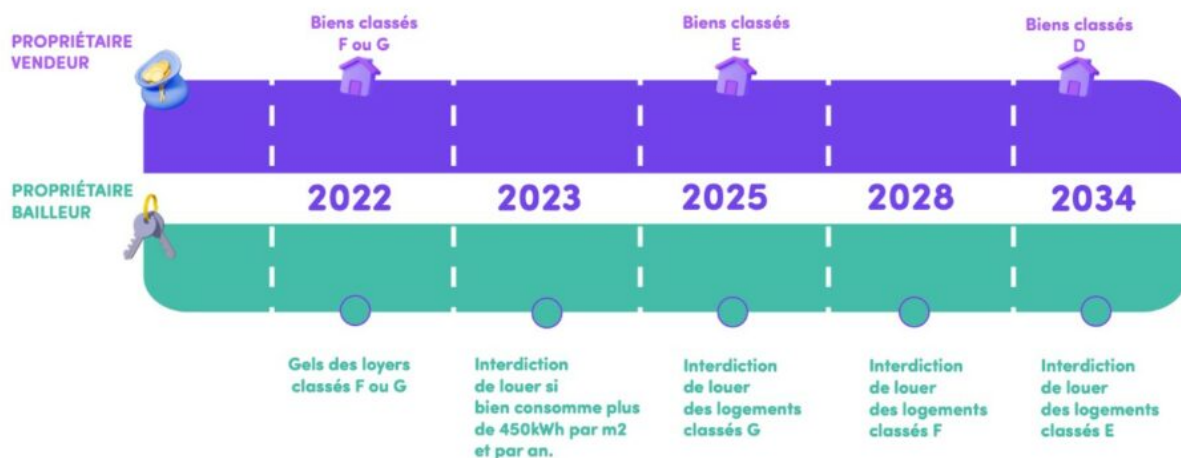 PROPRIÉTAIRE
VENDEUR
Biens classés
F ou G
Biens classés
E
Biens classés
D
PROPRIÉTAIRE
BAILLEUR
2022
2023
2025
2028
2034
Gels des loyers
classés F ou G
Interdiction
de louer si
bien consomme plus
de 450kWh par m2
et par an.
Interdiction
de louer
des logements
classés G
Interdiction
de louer
des logements
classés F
Interdiction
de louer
des logements
classés E